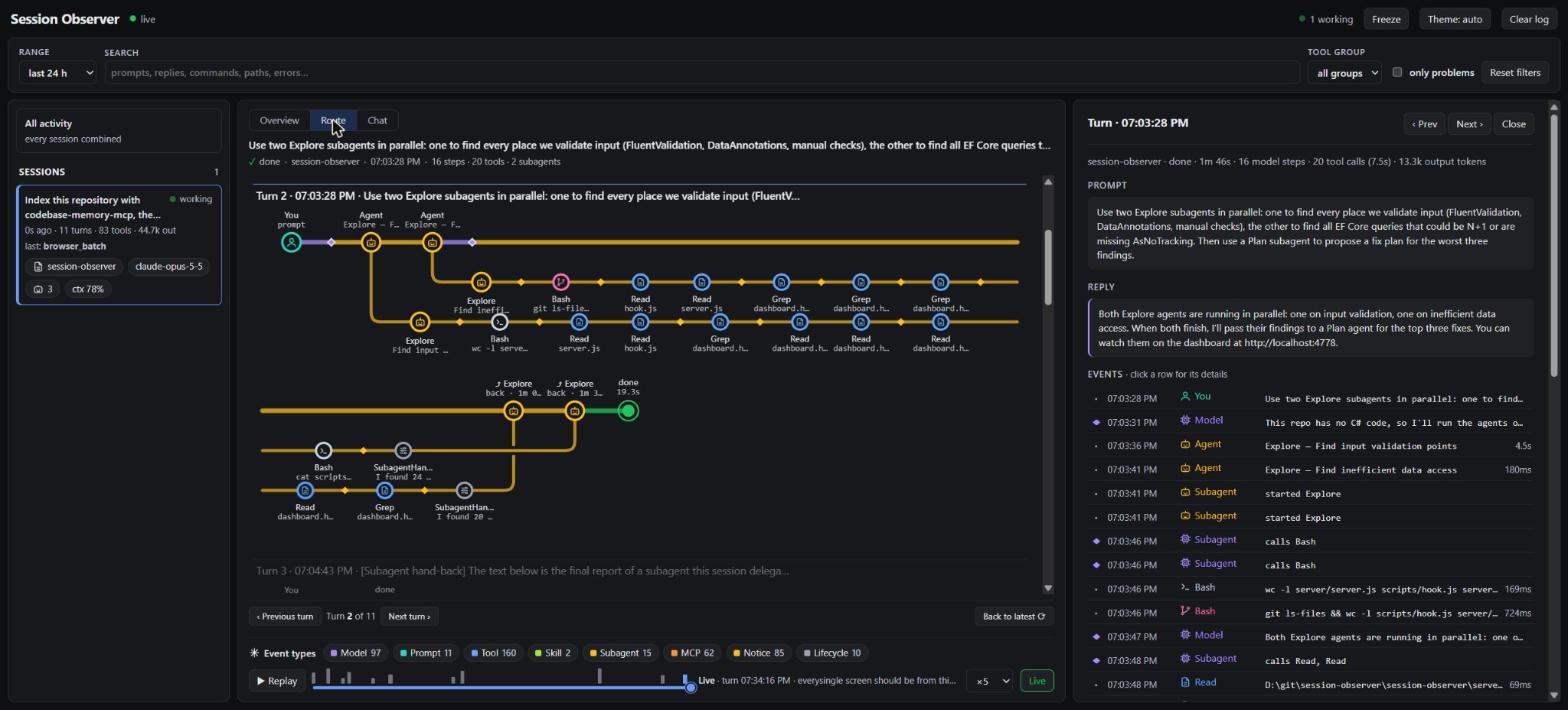 Session Observer
live
1 working
Freeze
Theme: auto
Clear log
RANGE
SEARCH
TOOL GROUP
last 24 h
prompts, replies, commands, paths, errors...
all groups
only problems
Reset filters
All activity
every session combined
SESSIONS
1
Index this repository with
codebase-memory-mcp, the...
working
0s ago · 11 turns · 83 tools · 44.7k out
last: browser_batch
session-observer
claude-opus-5-5
3
ctx 78%
Overview
Route
Chat
Use two Explore subagents in parallel: one to find every place we validate input (FluentValidation, DataAnnotations, manual checks), the other to find all EF Core queries t...
✓ done · session-observer · 07:03:28 PM · 16 steps · 20 tools · 2 subagents
Turn 2 · 07:03:28 PM · Use two Explore subagents in parallel: one to find every place we validate input (FluentV...
You
prompt
Agent
Explore — F...
Agent
Explore — F...
Explore
Find ineffi...
Bash
git ls-file...
Read
hook.js
Read
server.js
Grep
dashboard.h...
Grep
dashboard.h...
Grep
dashboard.h...
Explore
Find input ...
Bash
wc -l serve...
Read
server.js
Read
hook.js
Grep
dashboard.h...
Read
dashboard.h...
Grep
dashboard.h...
Read
dashboard.h...
⤴ Explore
back · 1m 0...
⤴ Explore
back · 1m 3...
done
19.3s
Bash
cat scripts...
SubagentHan...
I found 24 ...
Read
dashboard.h...
Grep
dashboard.h...
SubagentHan...
I found 20 ...
Turn 3 · 07:04:43 PM · [Subagent hand-back] The text below is the final report of a subagent this session delega...
You
done
‹ Previous turn
Turn 2 of 11
Next turn ›
Back to latest
Event types
Model 97
Prompt 11
Tool 160
Skill 2
Subagent 15
MCP 62
Notice 85
Lifecycle 10
Replay
Live · turn 07:34:16 PM · everysingle screen should be from thi...
×5
Live
Turn · 07:03:28 PM
‹ Prev
Next ›
Close
session-observer · done · 1m 46s · 16 model steps · 20 tool calls (7.5s) · 13.3k output tokens
PROMPT
Use two Explore subagents in parallel: one to find every place we validate input (FluentValidation,
DataAnnotations, manual checks), the other to find all EF Core queries that could be N+1 or are
missing AsNoTracking. Then use a Plan subagent to propose a fix plan for the worst three
findings.
REPLY
Both Explore agents are running in parallel: one on input validation, one on inefficient data
access. When both finish, I'll pass their findings to a Plan agent for the top three fixes. You can
watch them on the dashboard at http://localhost:4778.
EVENTS · click a row for its details
07:03:28 PM You Use two Explore subagents in parallel: one to find...
07:03:31 PM Model This repo has no C# code, so I'll run the agents o...
07:03:36 PM Agent Explore — Find input validation points 4.5s
07:03:41 PM Agent Explore — Find inefficient data access 180ms
07:03:41 PM Subagent started Explore
07:03:41 PM Subagent started Explore
07:03:46 PM Subagent calls Bash
07:03:46 PM Subagent calls Bash
07:03:46 PM Bash wc -l server/server.js scripts/hook.js server/... 169ms
07:03:46 PM Bash git ls-files && wc -l scripts/hook.js server/... 724ms
07:03:47 PM Model Both Explore agents are running in parallel: one o...
07:03:48 PM Subagent calls Read, Read
07:03:48 PM Read D:\git\session-observer\session-observer\serve... 69ms